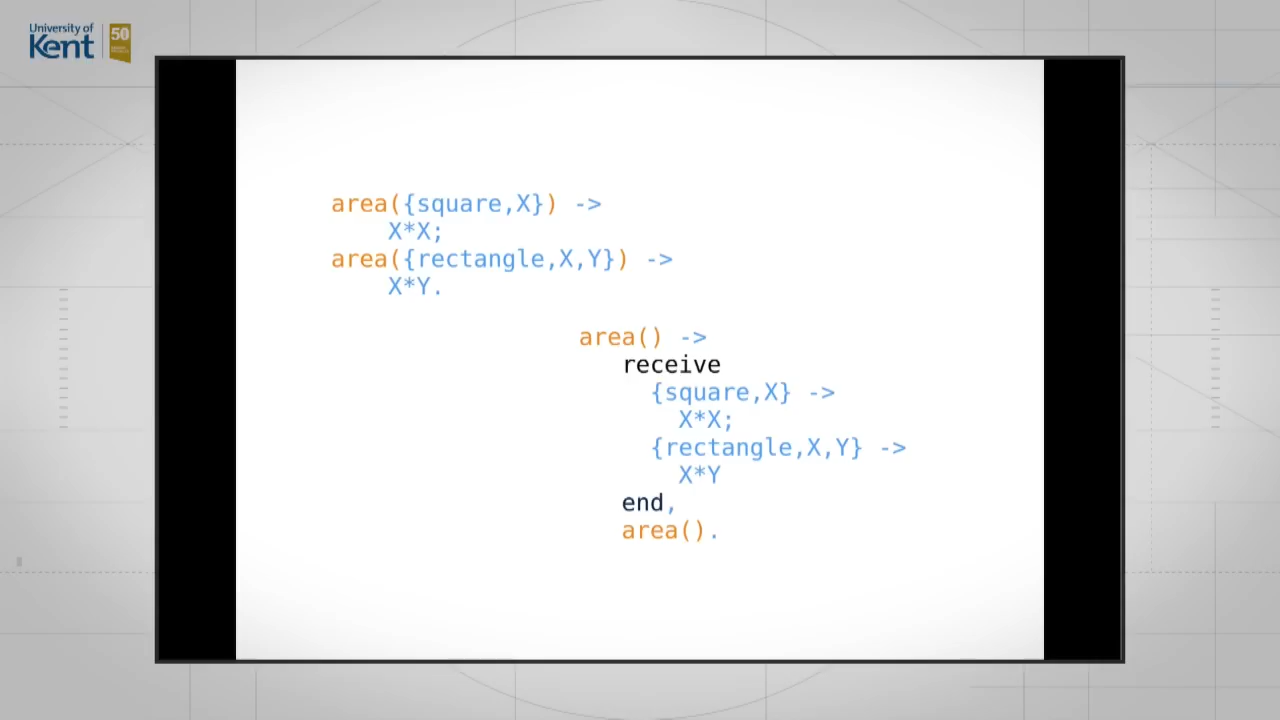 University of
Kent
50
area({square,X}) ->
    X*X;
area({rectangle,X,Y}) ->
    X*Y.
area() ->
   receive
     {square,X} ->
       X*X;
     {rectangle,X,Y} ->
       X*Y
   end,
   area().